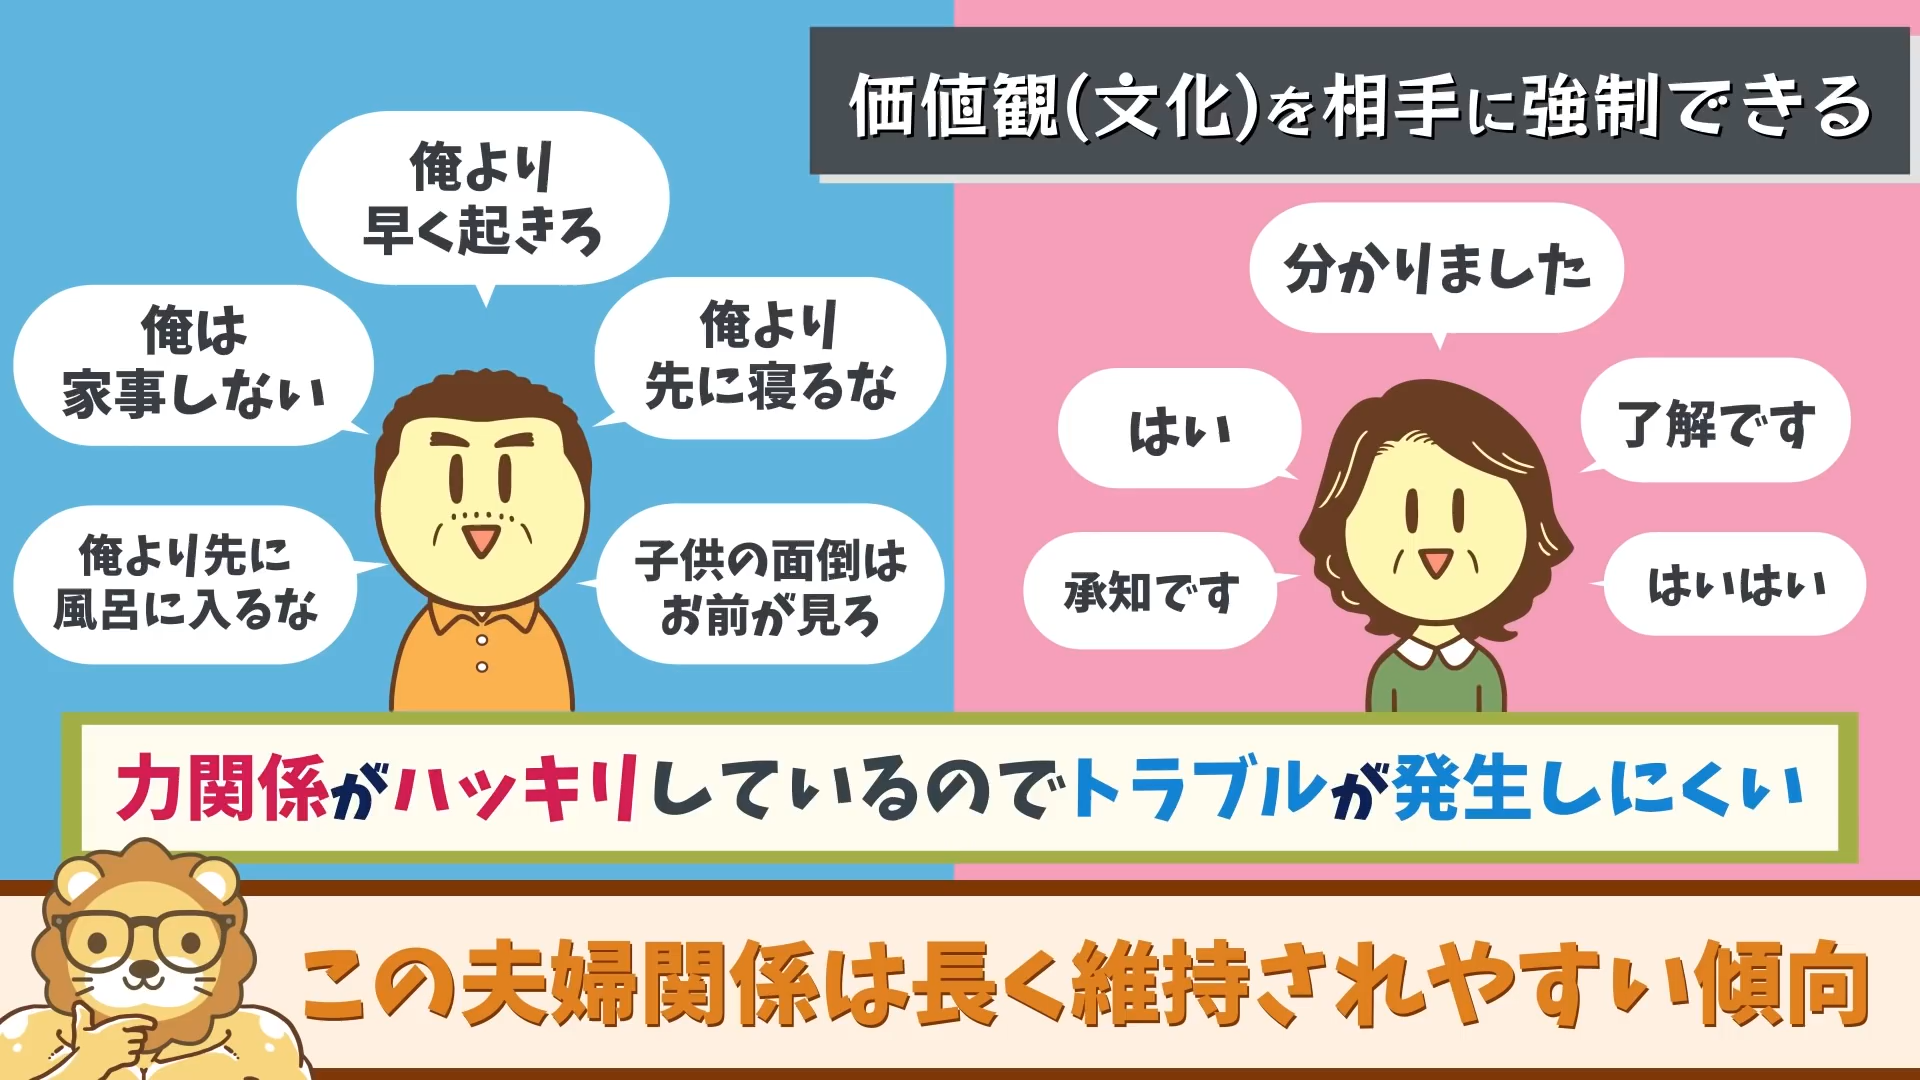 価値観(文化)を相手に強制できる
俺より
早く起きろ
俺は
家事しない
俺より
先に寝るな
俺より先に
風呂に入るな
子供の面倒は
お前が見ろ
分かりました
はい
了解です
承知です
はいはい
力関係がハッキリしているのでトラブルが発生しにくい
この夫婦関係は長く維持されやすい傾向